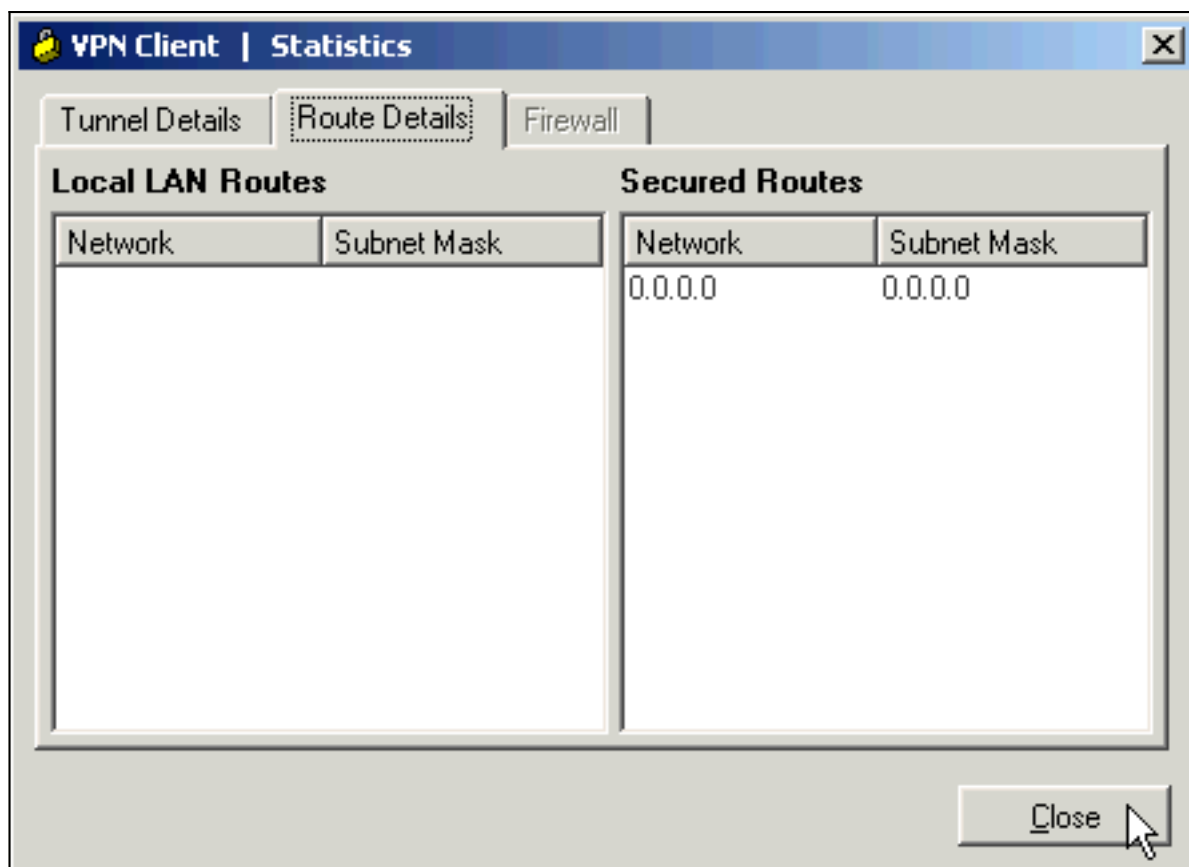 VPN Client | Statistics
Tunnel Details Route Details Firewall
Local LAN Routes Secured Routes
Network Subnet Mask Network Subnet Mask
0.0.0.0 0.0.0.0
Close